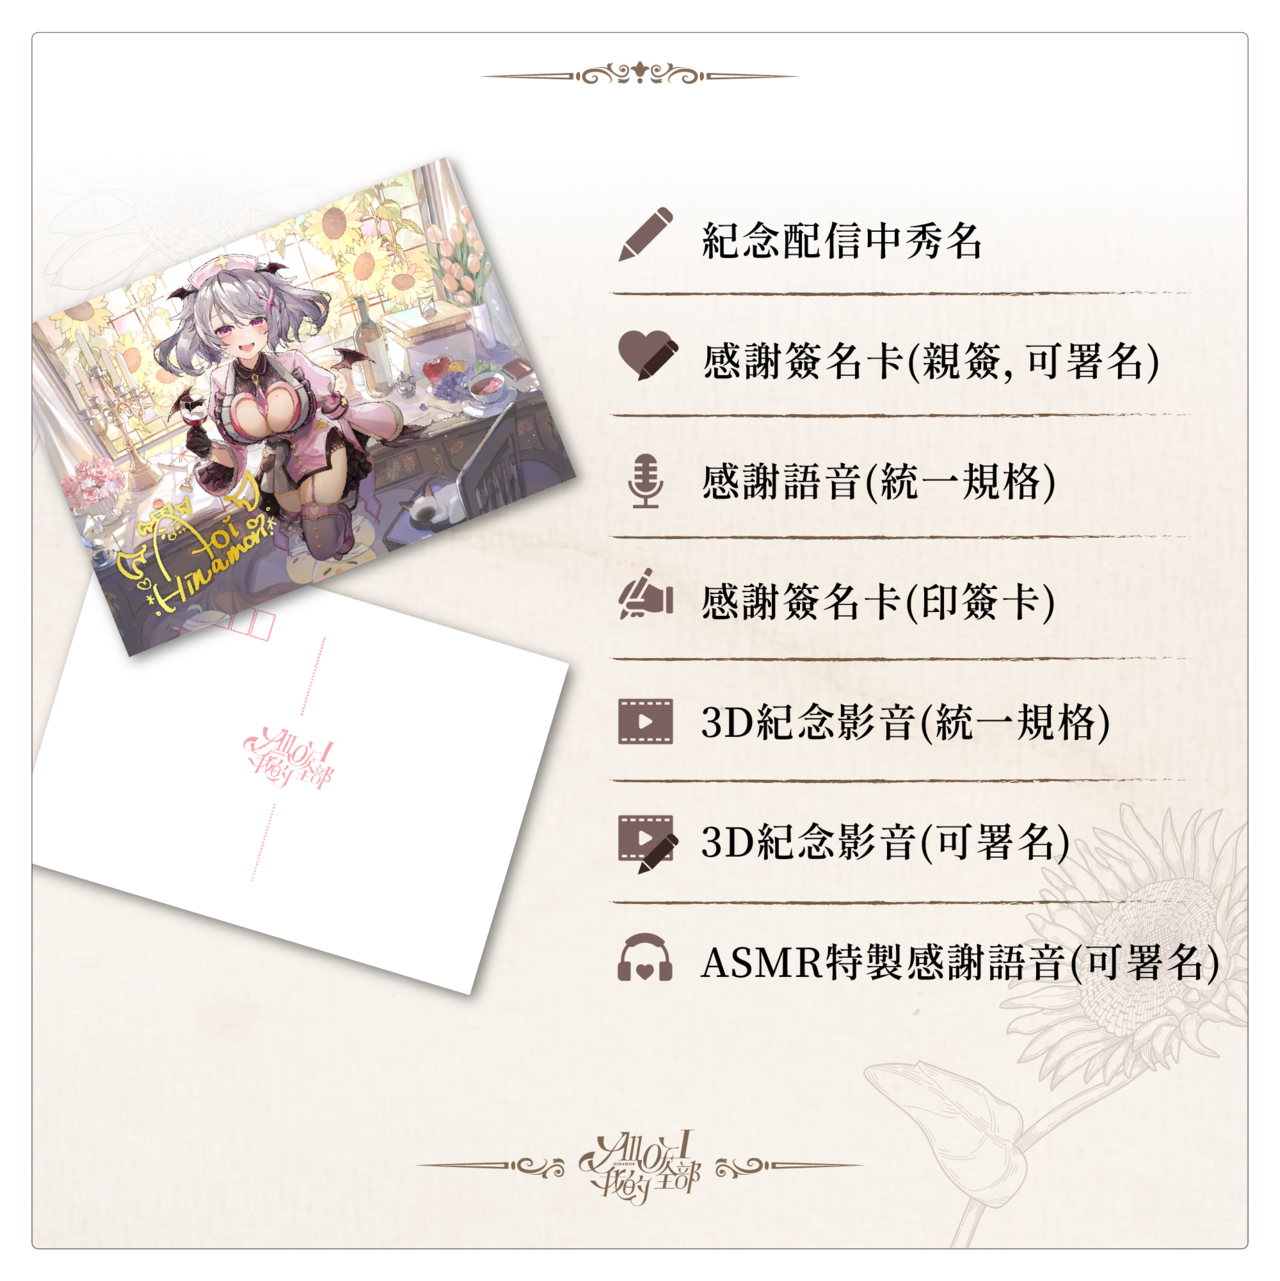 紀念配信中秀名
感謝簽名卡(親簽, 可署名)
感謝語音(統一規格)
感謝簽名卡(印簽卡)
3D紀念影音(統一規格)
3D紀念影音(可署名)
ASMR特製感謝語音(可署名)
toi
Hinamori
All of I
我的全部
All of I
我的全部